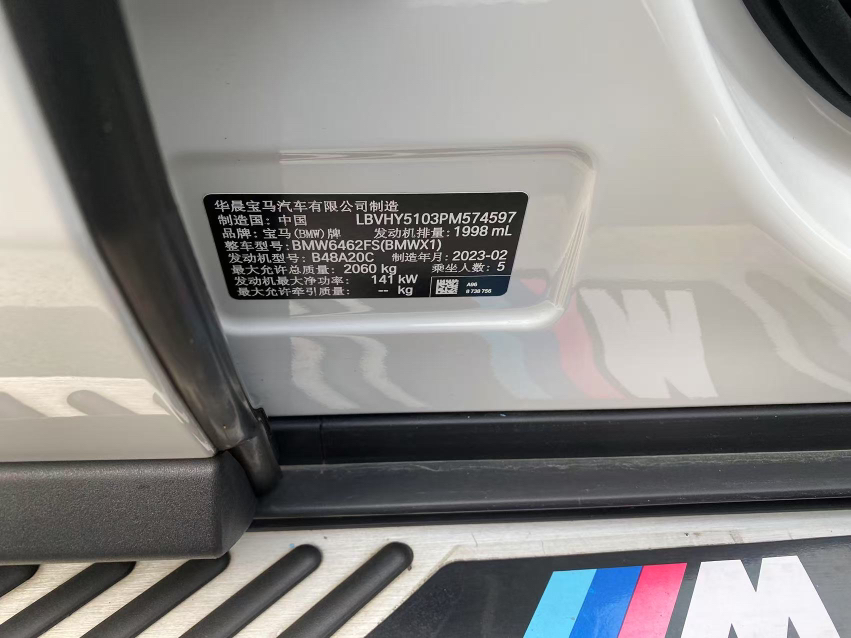 华晨宝马汽车有限公司制造
制造国：中国 LBVHY5103PM574597
品牌：宝马(BMW)牌 发动机排量：1998 mL
整车型号：BMW6462FS(BMWX1)
发动机型号：B48A20C 制造年月：2023-02
最大允许总质量：2060 kg 乘坐人数：5
发动机最大净功率： 141 kW
最大允许牵引质量： -- kg
A96
8 738 756
M